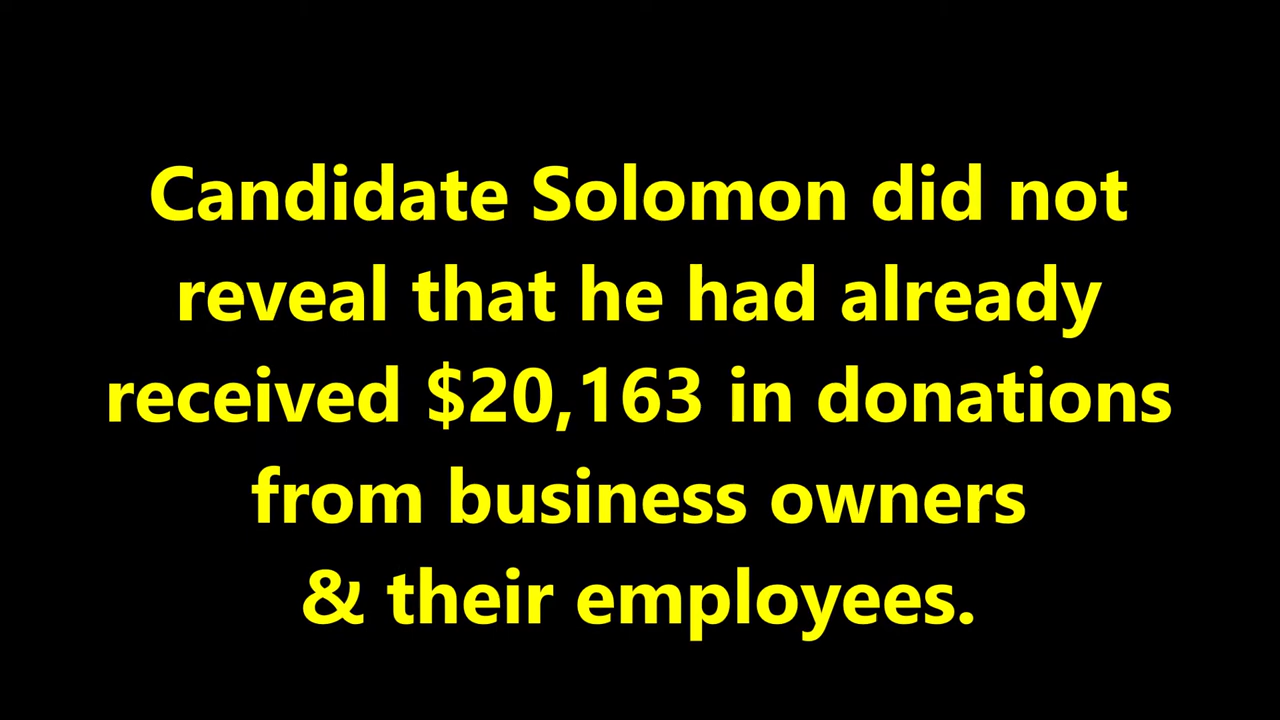 Candidate Solomon did not
reveal that he had already
received $20,163 in donations
from business owners
& their employees.